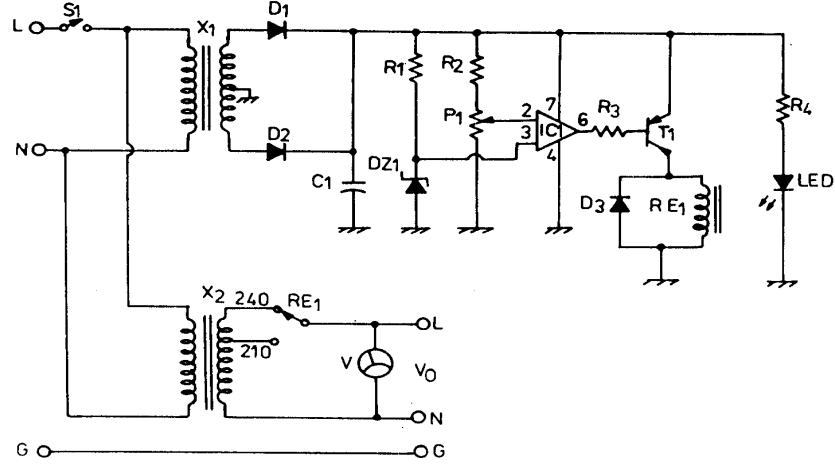 L
S1
X1
D1
R1
R2
P1
2
3
7
IC
6
4
R3
T1
R4
N
D2
C1
DZ1
D3
RE1
LED
X2
240
RE1
210
L
V
VO
N
G
G